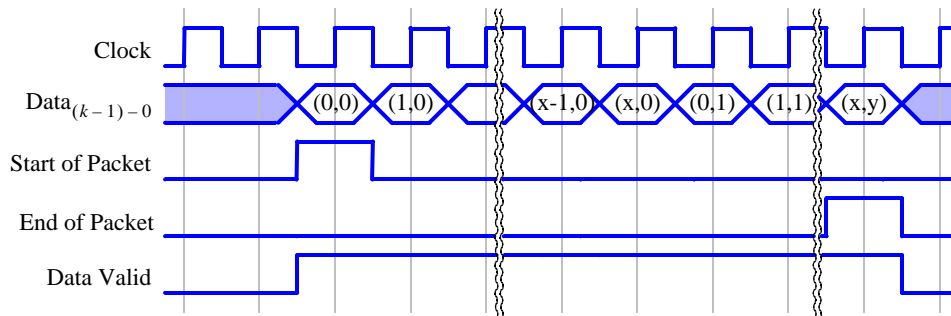 Clock
Data(k − 1) − 0
(0,0) (1,0) (x-1,0) (x,0) (0,1) (1,1) (x,y)
Start of Packet
End of Packet
Data Valid